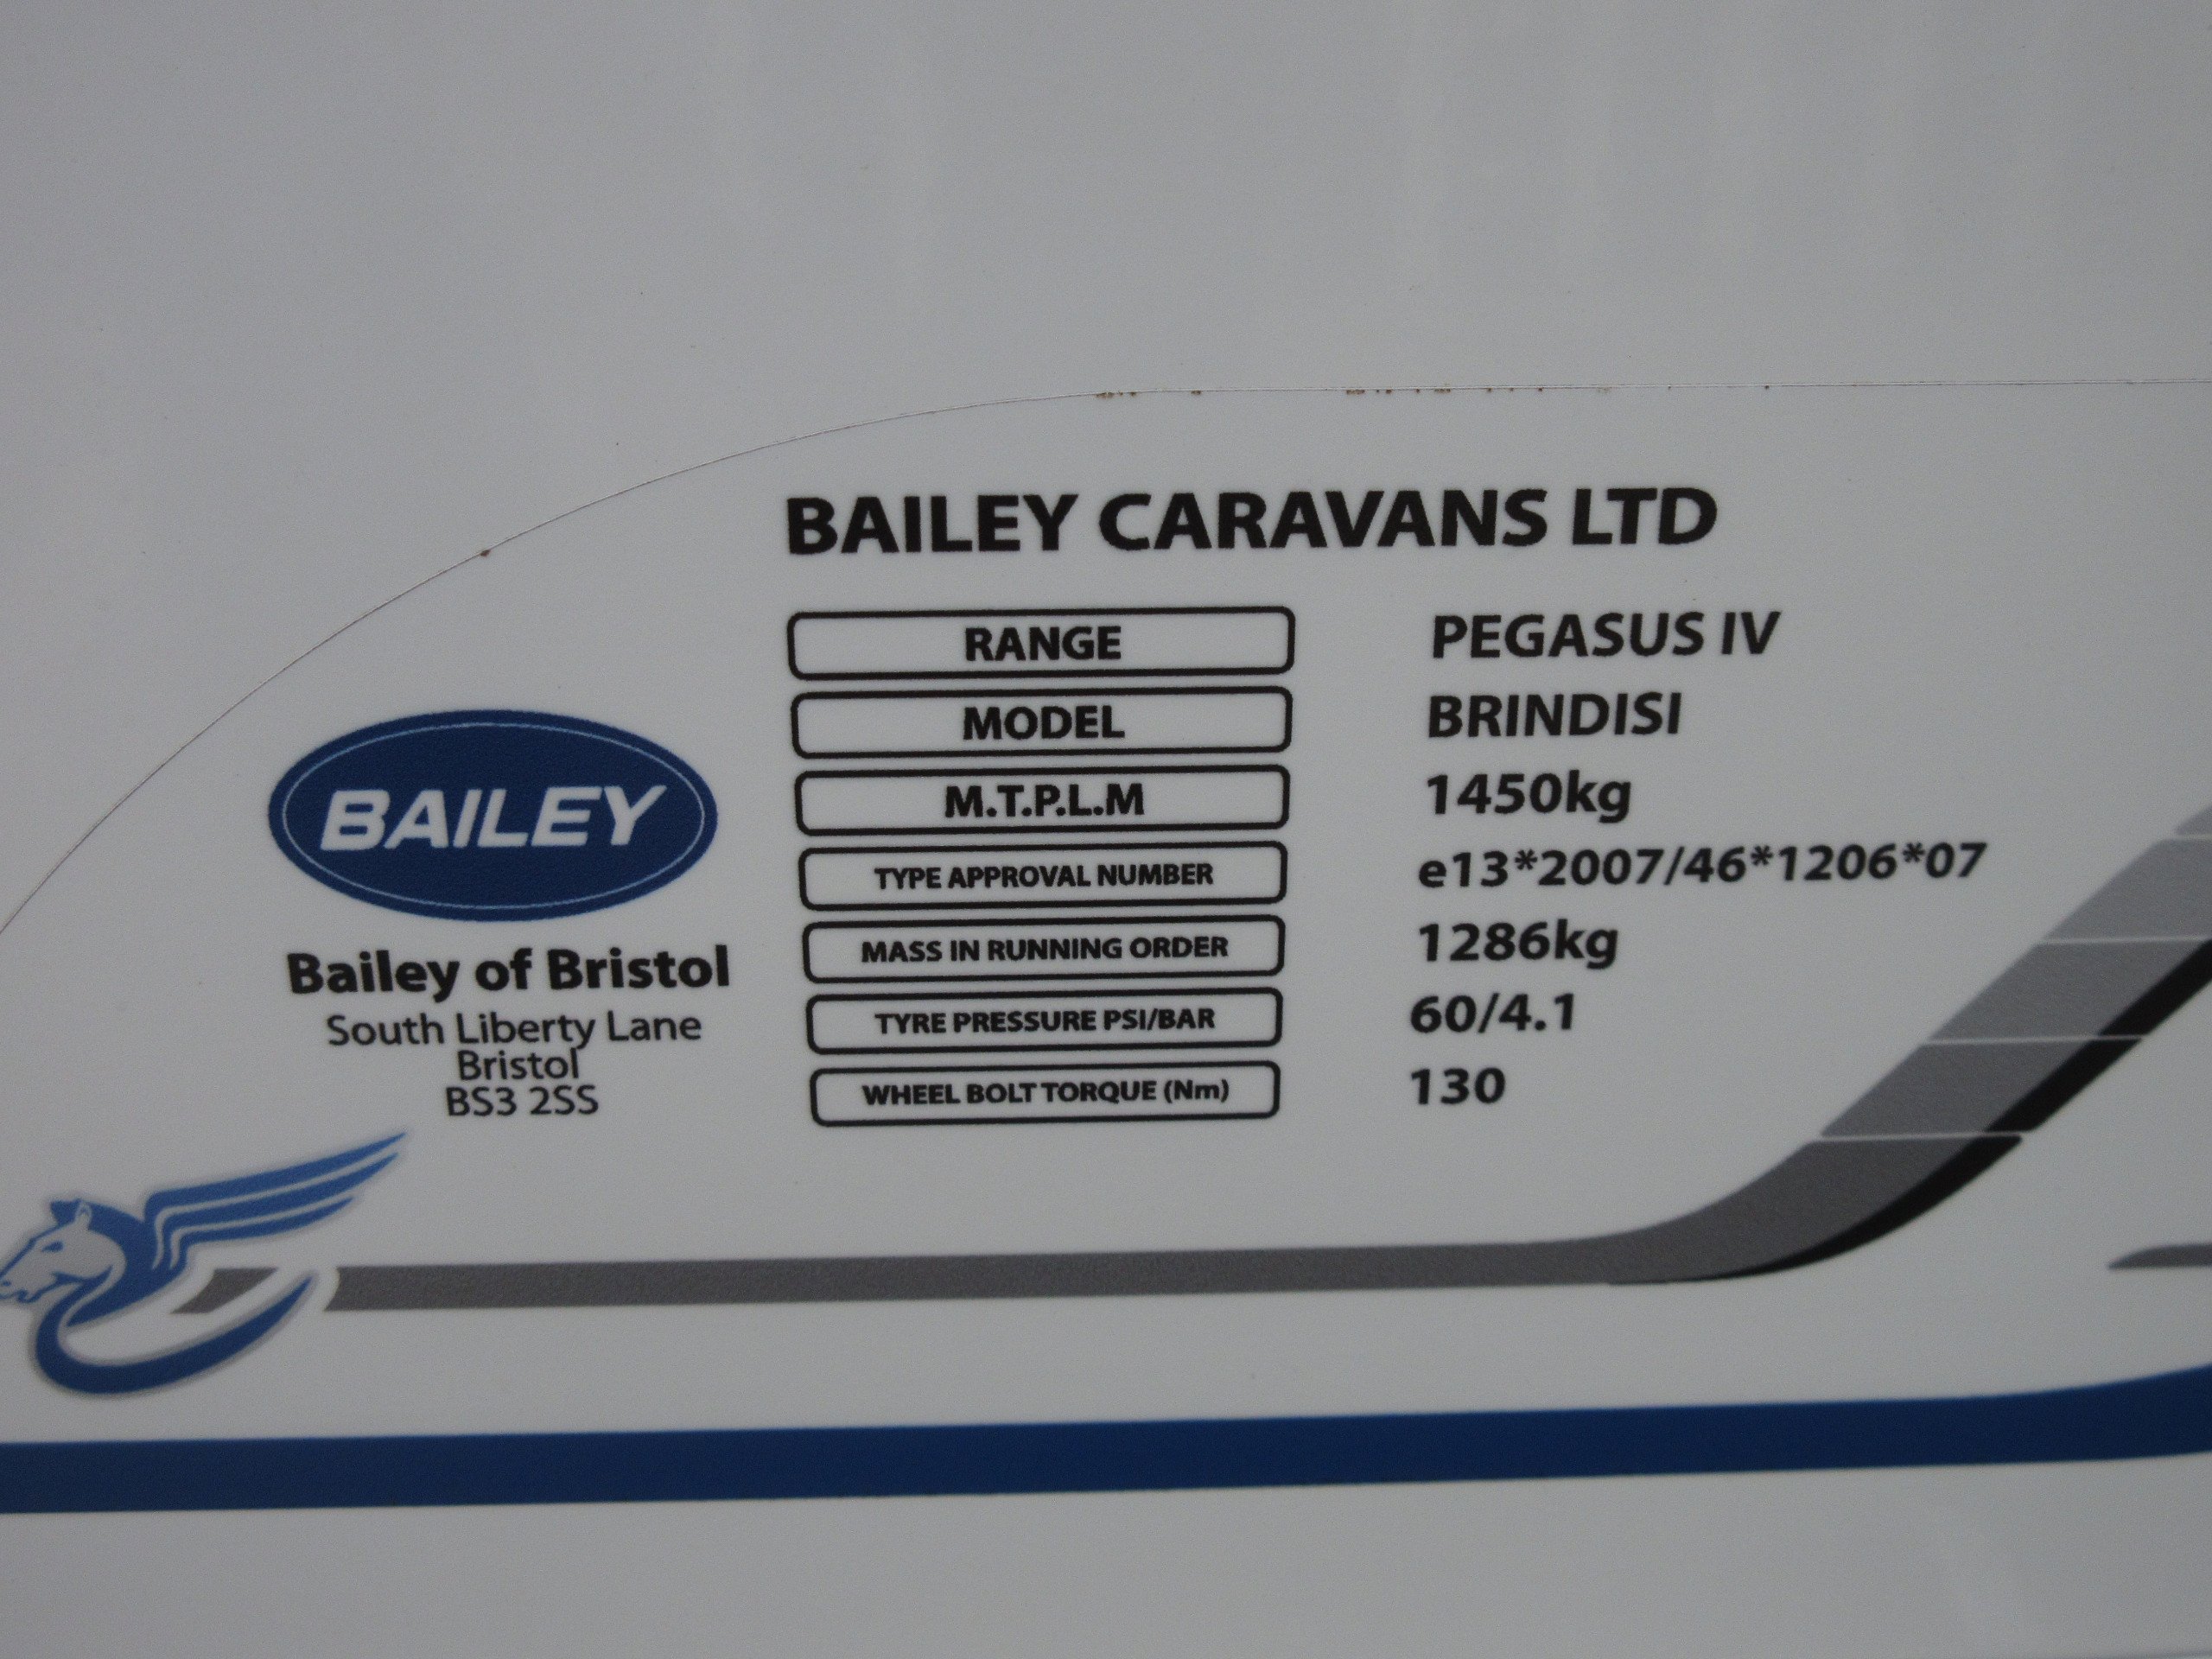 BAILEY CARAVANS LTD
RANGE PEGASUS IV
MODEL BRINDISI
M.T.P.L.M 1450kg
TYPE APPROVAL NUMBER e13*2007/46*1206*07
MASS IN RUNNING ORDER 1286kg
TYRE PRESSURE PSI/BAR 60/4.1
WHEEL BOLT TORQUE (Nm) 130
BAILEY
Bailey of Bristol
South Liberty Lane
Bristol
BS3 2SS